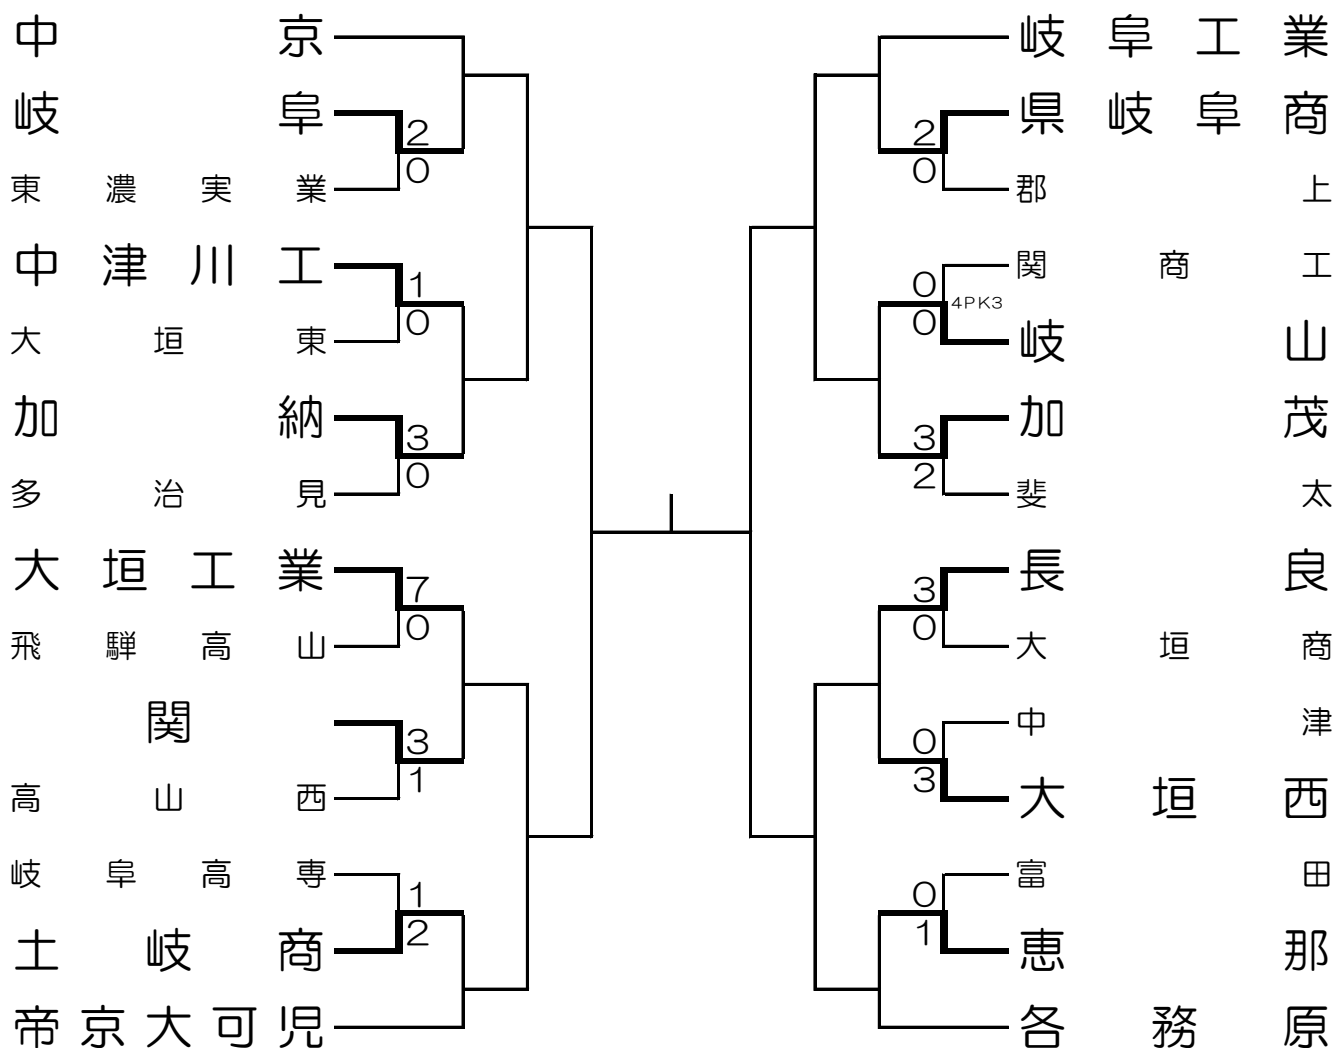 中京
岐阜
2
0
東濃実業
中津川工
1
0
大垣東
加納
3
0
多治見
大垣工業
7
0
飛騨高山
関
3
1
高山西
岐阜高専
1
2
土岐商
帝京大可児
岐阜工業
県岐阜商
2
0
郡上
関商工
0
4PK3
0
岐山
加茂
3
2
斐太
長良
3
0
大垣商
中津
0
3
大垣西
富田
0
1
恵那
各務原